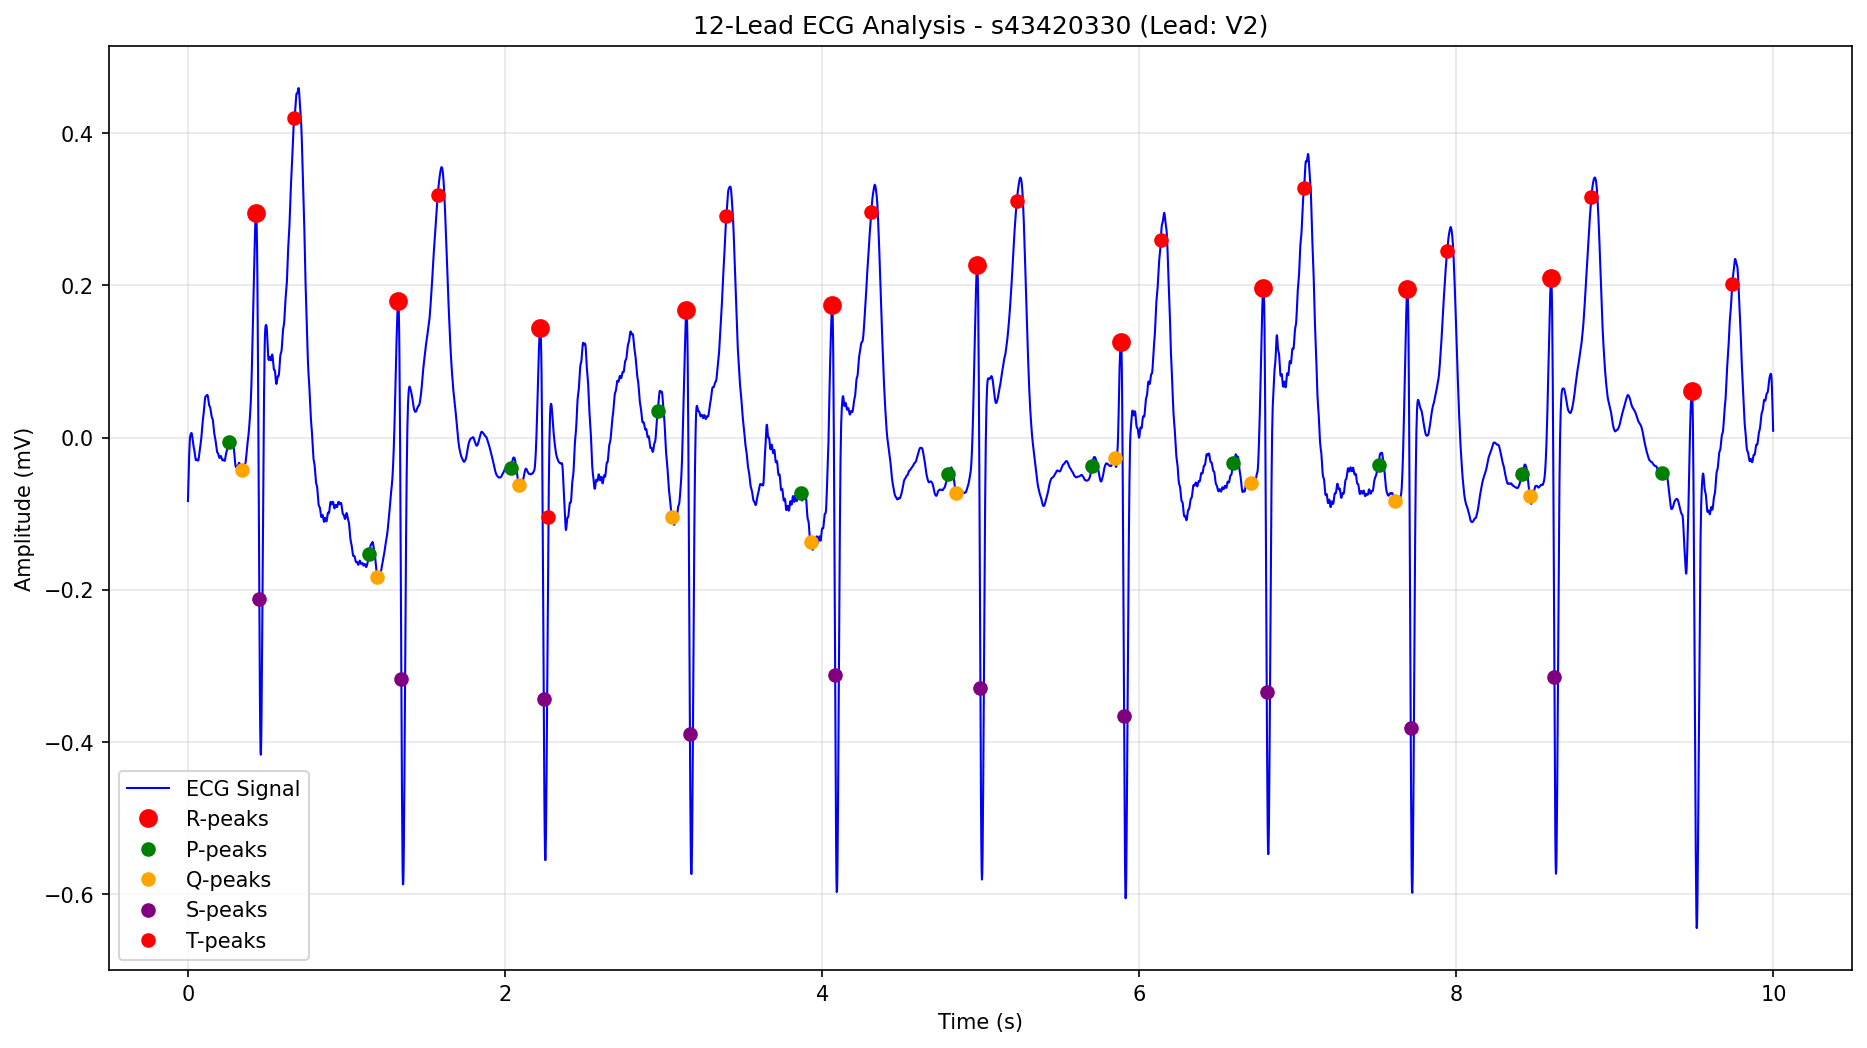 12-Lead ECG Analysis - s43420330 (Lead: V2)
Amplitude (mV)
0.4
0.2
0.0
−0.2
−0.4
−0.6
ECG Signal
R-peaks
P-peaks
Q-peaks
S-peaks
T-peaks
0 2 4 6 8 10
Time (s)